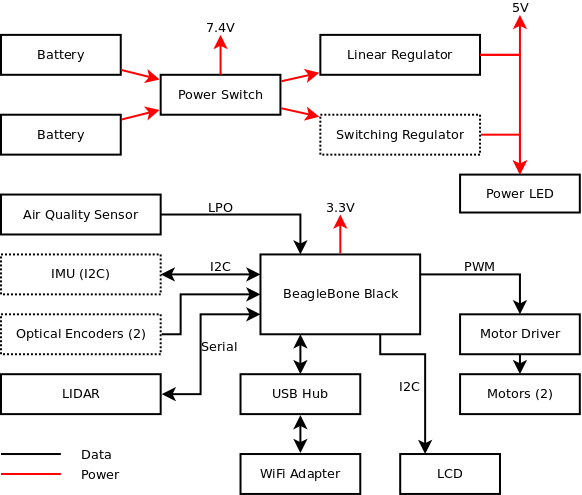 5V
7.4V
Battery
Linear Regulator
Power Switch
Battery
Switching Regulator
Power LED
Air Quality Sensor
LPO
3.3V
IMU (I2C)
I2C
BeagleBone Black
PWM
Optical Encoders (2)
Serial
Motor Driver
LIDAR
USB Hub
I2C
Motors (2)
Data
Power
WiFi Adapter
LCD